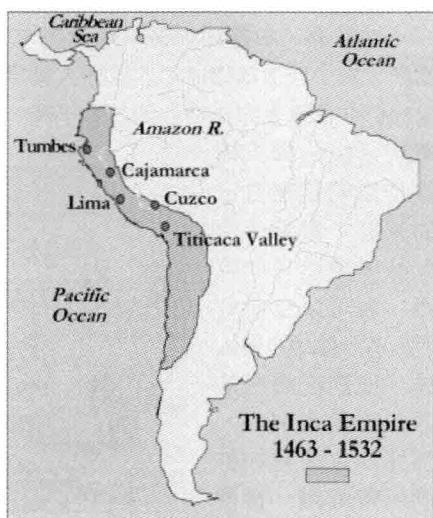 Caribbean
Sea
Atlantic
Ocean
Amazon R.
Tumbes
Cajamarca
Lima
Cuzco
Titicaca Valley
Pacific
Ocean
The Inca Empire
1463 - 1532